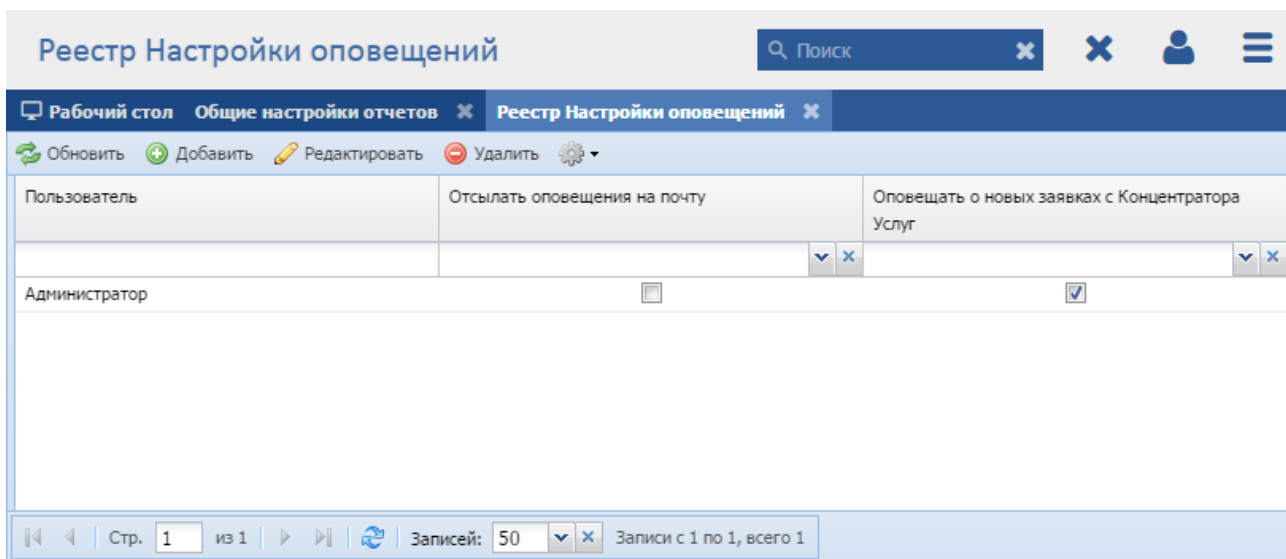 Реестр Настройки оповещений
Поиск
Рабочий стол Общие настройки отчетов Реестр Настройки оповещений
Обновить Добавить Редактировать Удалить
Пользователь Отсылать оповещения на почту Оповещать о новых заявках с Концентратора
Услуг
Администратор
Стр. 1 из 1 Записей: 50 Записи с 1 по 1, всего 1